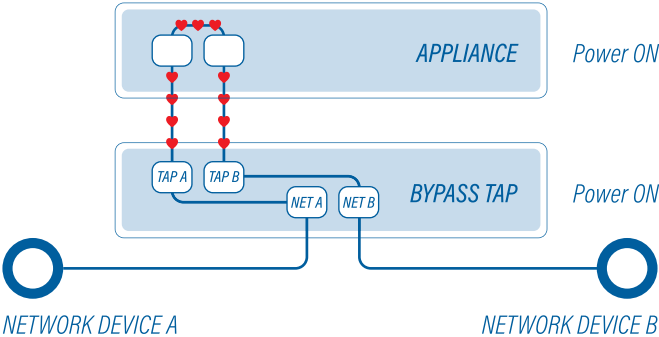 APPLIANCE
Power ON
TAP A
TAP B
BYPASS TAP
Power ON
NET A
NET B
NETWORK DEVICE A
NETWORK DEVICE B